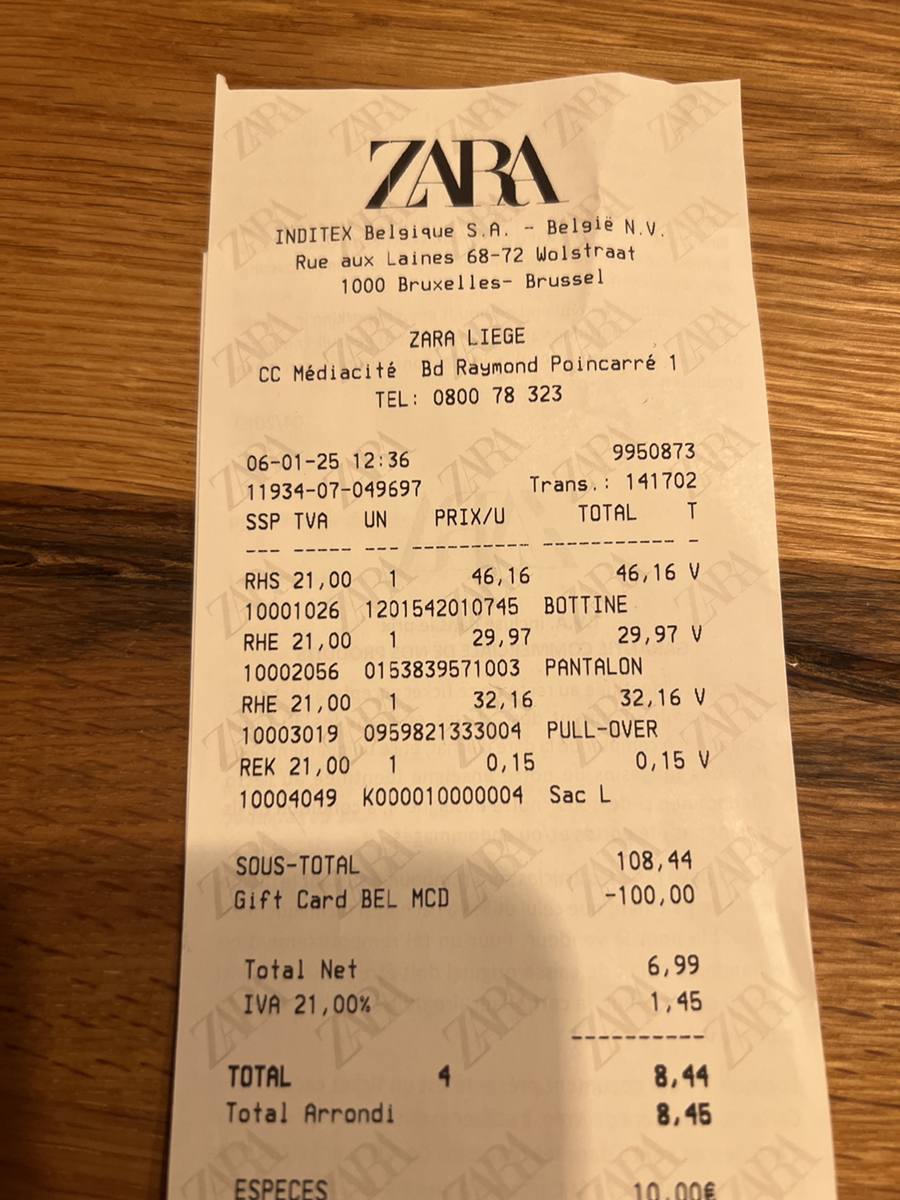 ZARA
INDITEX Belgique S.A. - België N.V.
Rue aux Laines 68-72 Wolstraat
1000 Bruxelles- Brussel
ZARA LIEGE
CC Médiacité Bd Raymond Poincarré 1
TEL: 0800 78 323
06-01-25 12:36 9950873
11934-07-049697 Trans.: 141702
SSP TVA UN PRIX/U TOTAL T
--- ----- --- ---------- ----------- -
RHS 21,00 1 46,16 46,16 V
10001026 1201542010745 BOTTINE
RHE 21,00 1 29,97 29,97 V
10002056 0153839571003 PANTALON
RHE 21,00 1 32,16 32,16 V
10003019 0959821333004 PULL-OVER
REK 21,00 1 0,15 0,15 V
10004049 K000010000004 Sac L
SOUS-TOTAL 108,44
Gift Card BEL MCD -100,00
Total Net 6,99
IVA 21,00% 1,45
----------
TOTAL 4 8,44
Total Arrondi 8,45
ESPECES 10,00€